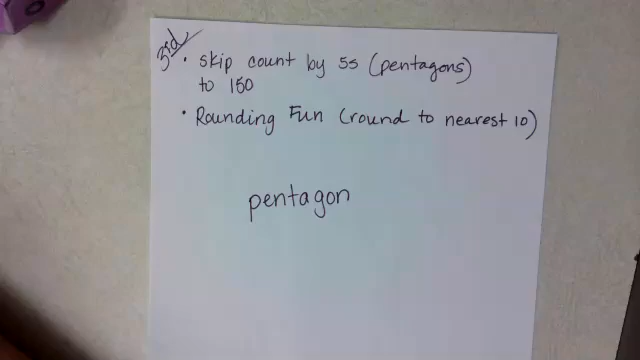 3rd
• skip count by 5s (pentagons)
to 150
• Rounding Fun (round to nearest 10)
pentagon